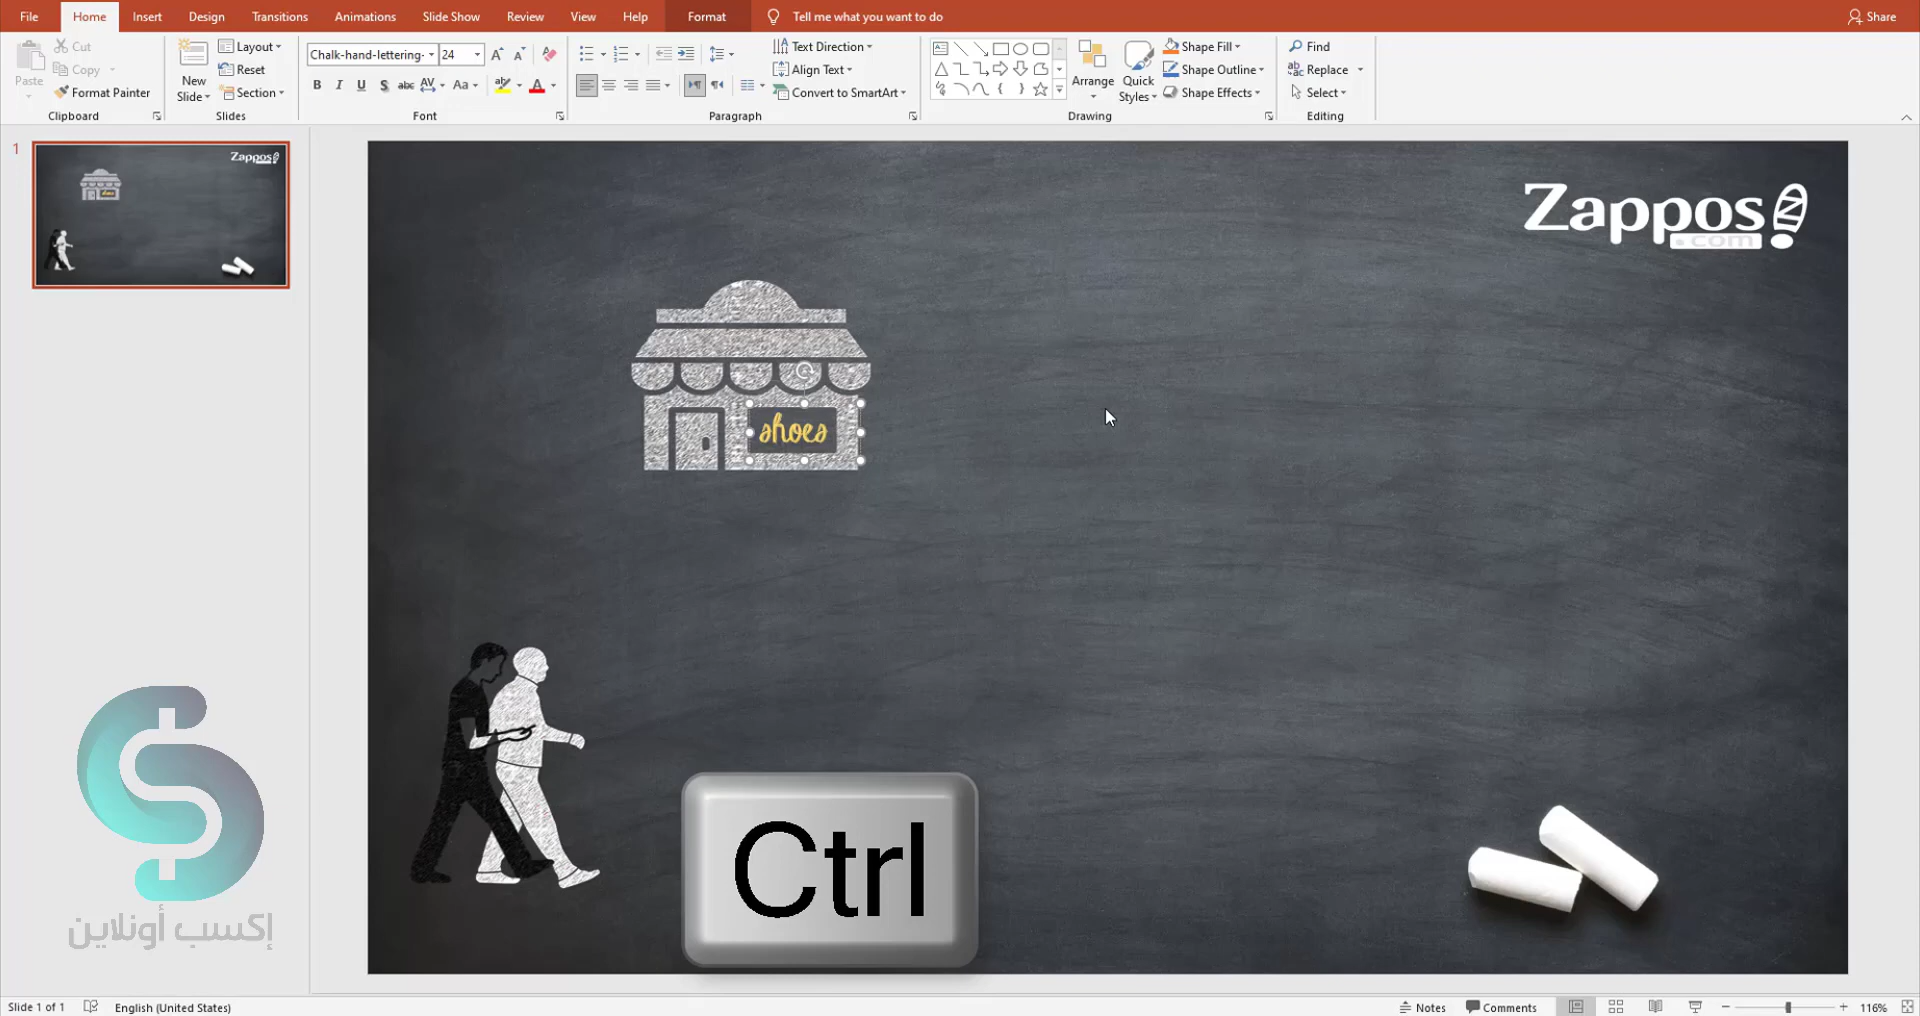 File Home Insert Design Transitions Animations Slide Show Review View Help Format Tell me what you want to do Share
Paste
Cut
Copy
Format Painter
Clipboard
New
Slide
Layout
Reset
Section
Slides
Chalk-hand-lettering- 24
B I U S abc AV Aa A
Font
Text Direction
Align Text
Convert to SmartArt
Paragraph
Arrange
Quick
Styles
Shape Fill
Shape Outline
Shape Effects
Drawing
Find
Replace
Select
Editing
1
Zappos
shoes
Zappos
.com
shoes
Ctrl
إكسب أونلاين
Slide 1 of 1 English (United States) Notes Comments 116%